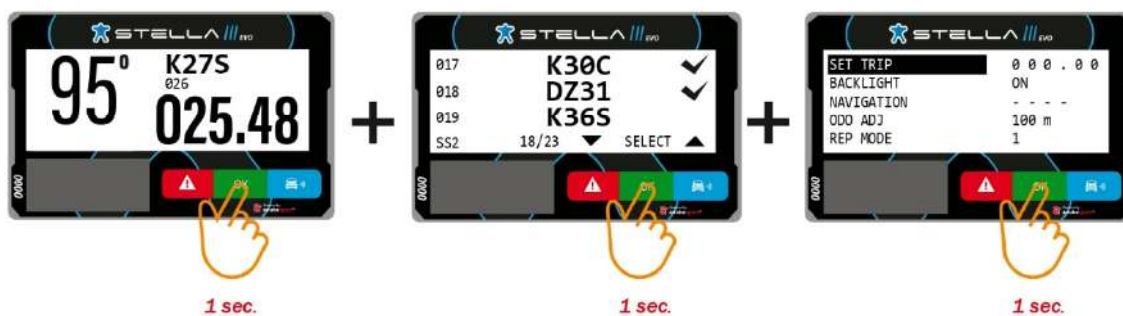 STELLA III EVO
95°
K27S
026
025.48
0000
OK
1 sec.
+
STELLA III EVO
017 K30C
018 DZ31
019 K36S
SS2 18/23 SELECT
0000
OK
1 sec.
+
STELLA III EVO
SET TRIP 000.00
BACKLIGHT ON
NAVIGATION ----
ODO ADJ 100 m
REP MODE 1
0000
OK
1 sec.